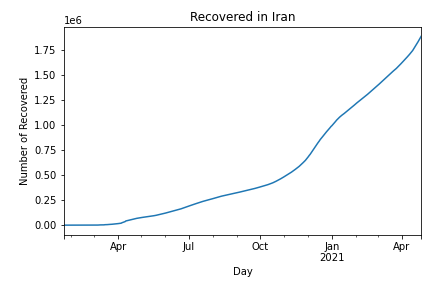 Recovered in Iran
1e6
1.75
1.50
1.25
1.00
0.75
0.50
0.25
0.00
Number of Recovered
Apr
Jul
Oct
Jan
2021
Apr
Day